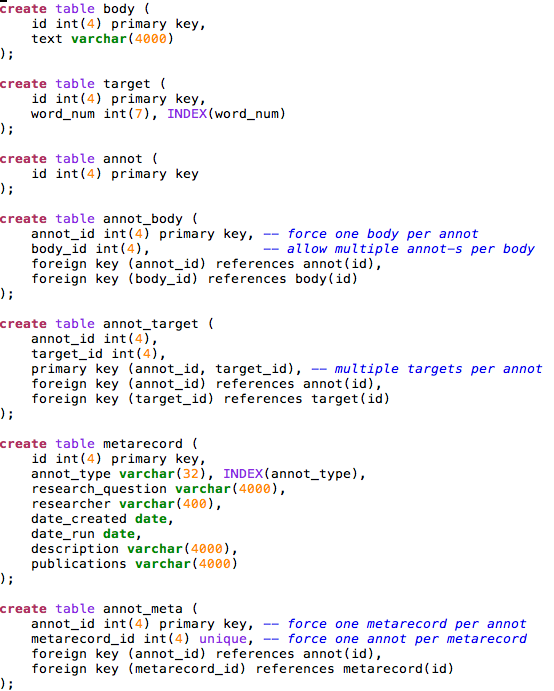 create table body (
    id int(4) primary key,
    text varchar(4000)
);

create table target (
    id int(4) primary key,
    word_num int(7), INDEX(word_num)
);

create table annot (
    id int(4) primary key
);

create table annot_body (
    annot_id int(4) primary key, -- force one body per annot
    body_id int(4),              -- allow multiple annot-s per body
    foreign key (annot_id) references annot(id),
    foreign key (body_id) references body(id)
);

create table annot_target (
    annot_id int(4),
    target_id int(4),
    primary key (annot_id, target_id), -- multiple targets per annot
    foreign key (annot_id) references annot(id),
    foreign key (target_id) references target(id)
);

create table metarecord (
    id int(4) primary key,
    annot_type varchar(32), INDEX(annot_type),
    research_question varchar(4000),
    researcher varchar(400),
    date_created date,
    date_run date,
    description varchar(4000),
    publications varchar(4000)
);

create table annot_meta (
    annot_id int(4) primary key, -- force one metarecord per annot
    metarecord_id int(4) unique, -- force one annot per metarecord
    foreign key (annot_id) references annot(id),
    foreign key (metarecord_id) references metarecord(id)
);